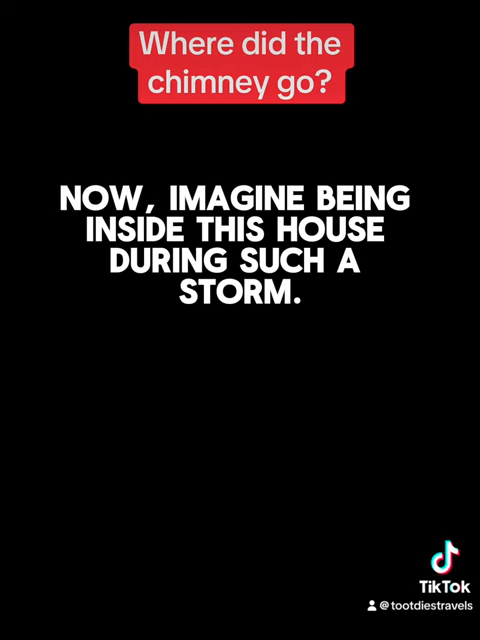 Where did the
chimney go?
NOW, IMAGINE BEING
INSIDE THIS HOUSE
DURING SUCH A
STORM.
TikTok
@tootdiestravels